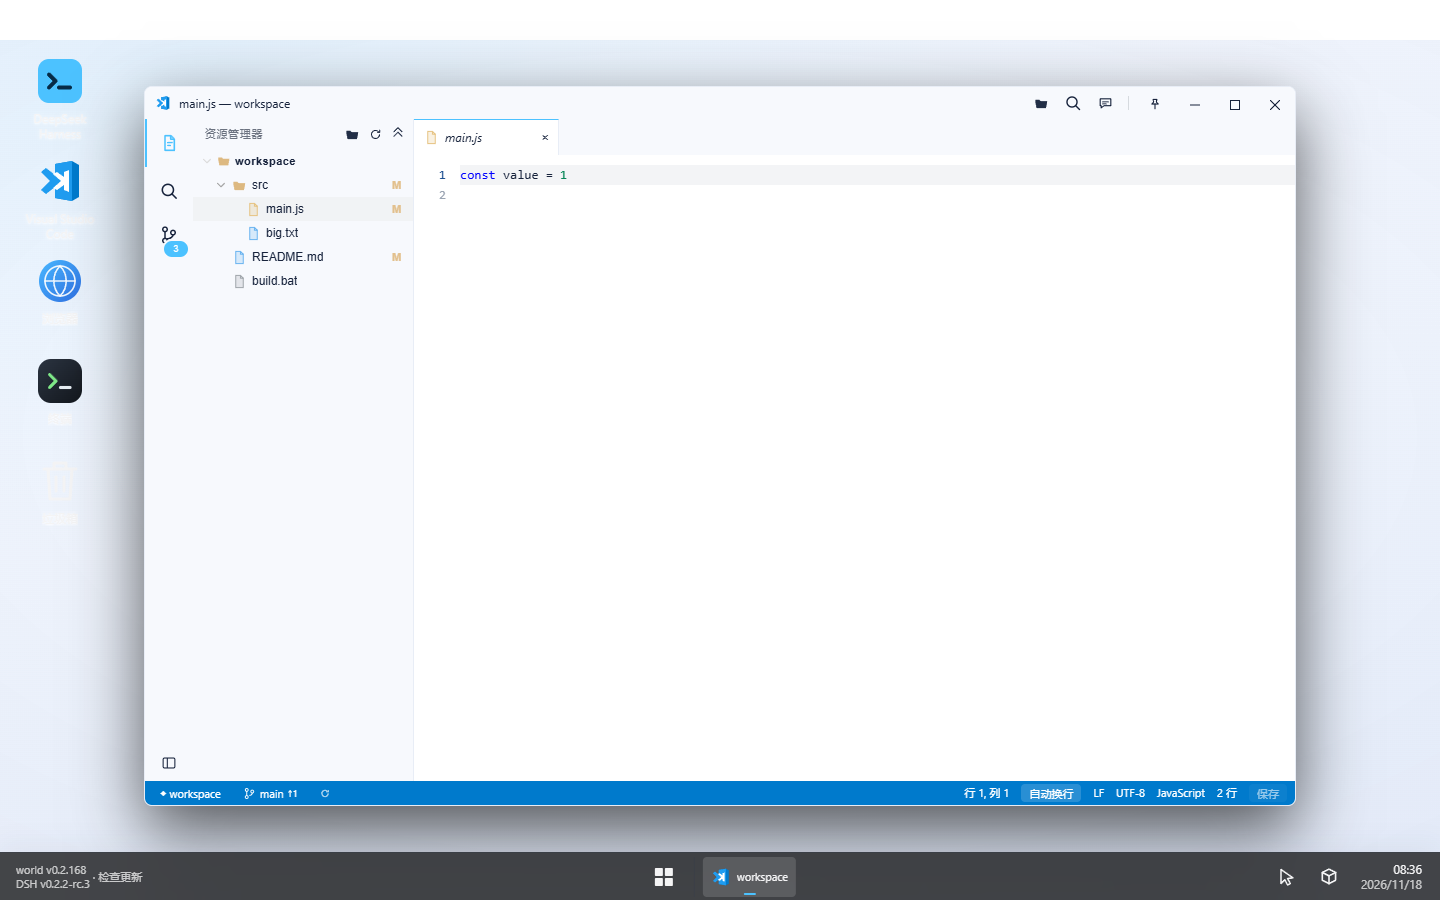 main.js — workspace
资源管理器
workspace
src M
main.js M
big.txt
README.md M
build.bat
3
main.js ×
1 const value = 1
2
workspace
main ↑1
行 1, 列 1
自动换行
LF
UTF-8
JavaScript
2 行
保存
world v0.2.168
DSH v0.2.2-rc.3
· 检查更新
workspace
08:36
2026/11/18